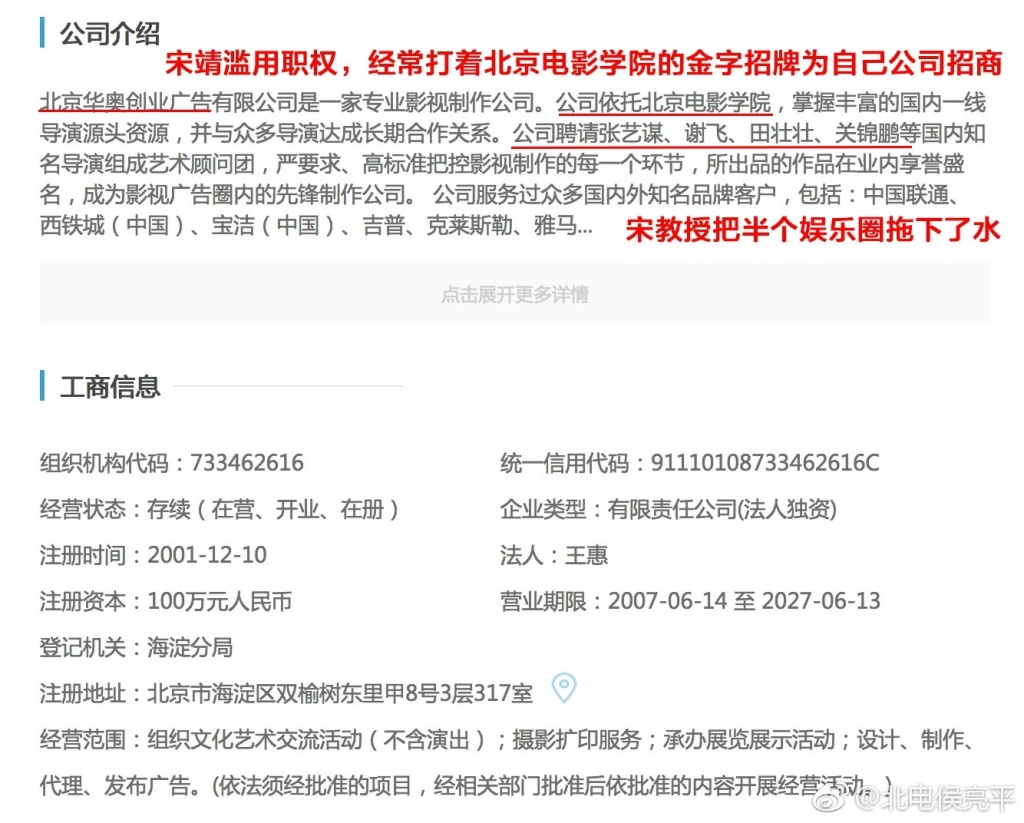 公司介绍
宋靖滥用职权，经常打着北京电影学院的金字招牌为自己公司招商
北京华奥创业广告有限公司是一家专业影视制作公司。公司依托北京电影学院，掌握丰富的国内一线
导演源头资源，并与众多导演达成长期合作关系。公司聘请张艺谋、谢飞、田壮壮、关锦鹏等国内知
名导演组成艺术顾问团，严要求、高标准把控影视制作的每一个环节，所出品的作品在业内享誉盛
名，成为影视广告圈内的先锋制作公司。 公司服务过众多国内外知名品牌客户，包括：中国联通、
西铁城（中国）、宝洁（中国）、吉普、克莱斯勒、雅马...
宋教授把半个娱乐圈拖下了水
点击展开更多详情
工商信息
组织机构代码：733462616
统一信用代码：91110108733462616C
经营状态：存续（在营、开业、在册）
企业类型：有限责任公司(法人独资)
注册时间：2001-12-10
法人：王惠
注册资本：100万元人民币
营业期限：2007-06-14 至 2027-06-13
登记机关：海淀分局
注册地址：北京市海淀区双榆树东里甲8号3层317室
经营范围：组织文化艺术交流活动（不含演出）；摄影扩印服务；承办展览展示活动；设计、制作、
代理、发布广告。(依法须经批准的项目，经相关部门批准后依批准的内容开展经营活动。)
@北电侯亮平